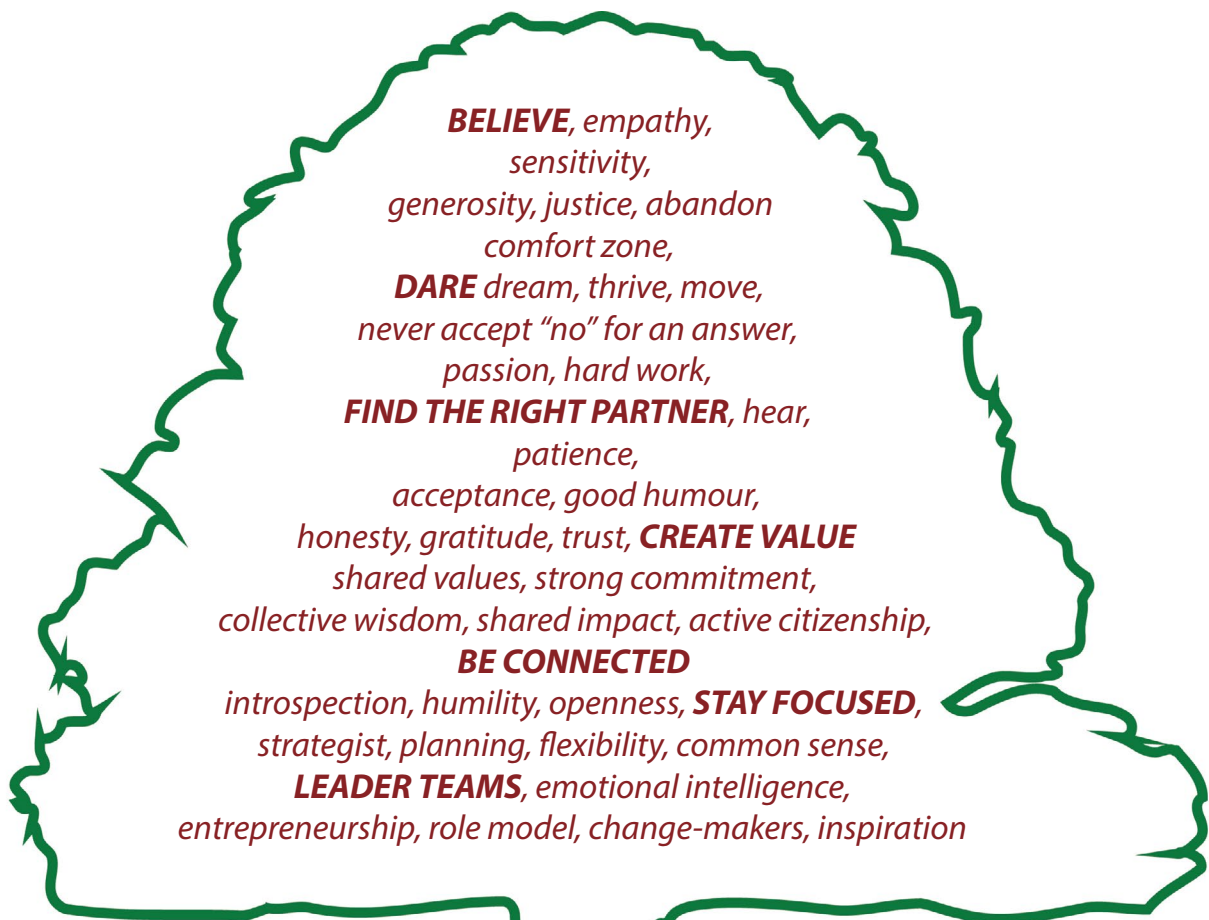 BELIEVE, empathy,
sensitivity,
generosity, justice, abandon
comfort zone,
DARE dream, thrive, move,
never accept “no” for an answer,
passion, hard work,
FIND THE RIGHT PARTNER, hear,
patience,
acceptance, good humour,
honesty, gratitude, trust, CREATE VALUE
shared values, strong commitment,
collective wisdom, shared impact, active citizenship,
BE CONNECTED
introspection, humility, openness, STAY FOCUSED,
strategist, planning, flexibility, common sense,
LEADER TEAMS, emotional intelligence,
entrepreneurship, role model, change-makers, inspiration